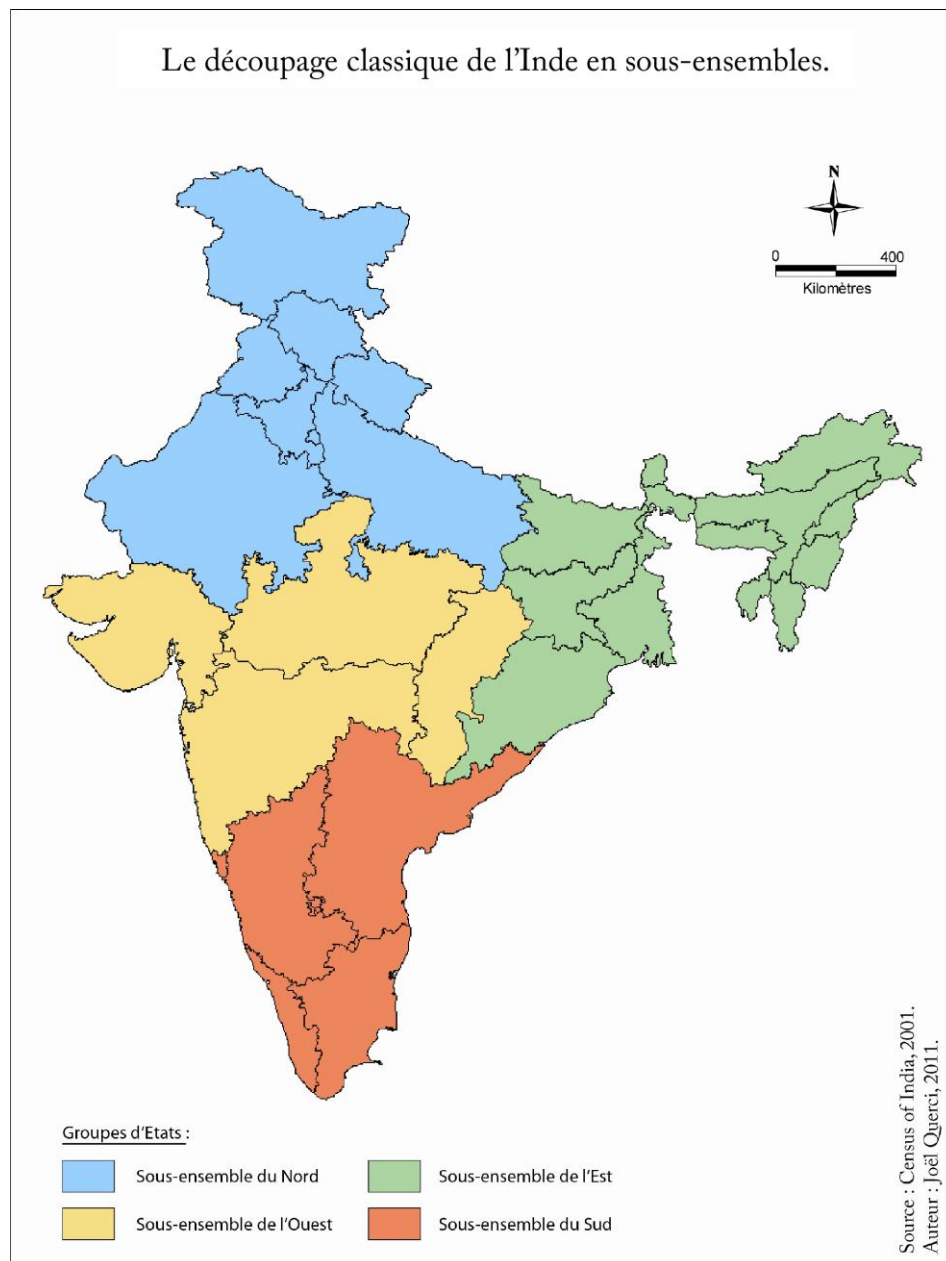 Le découpage classique de l'Inde en sous-ensembles.
N
0 400
Kilomètres
Groupes d'Etats :
Sous-ensemble du Nord
Sous-ensemble de l'Est
Sous-ensemble de l'Ouest
Sous-ensemble du Sud
Source : Census of India, 2001.
Auteur : Joël Querci, 2011.